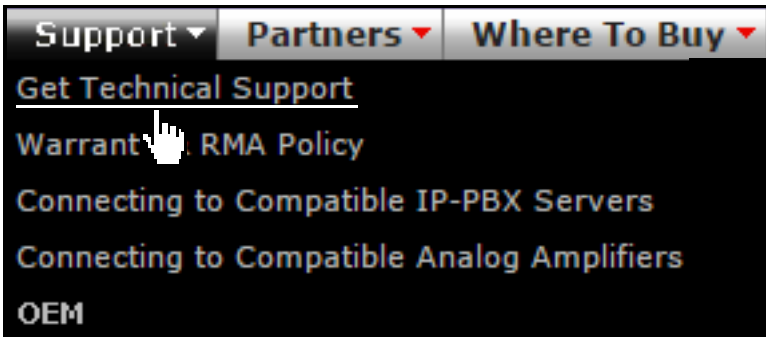 Support Partners Where To Buy
Get Technical Support
RMA Policy
Connecting to Compatible IP-PBX Servers
Connecting to Compatible Analog Amplifiers
OEM